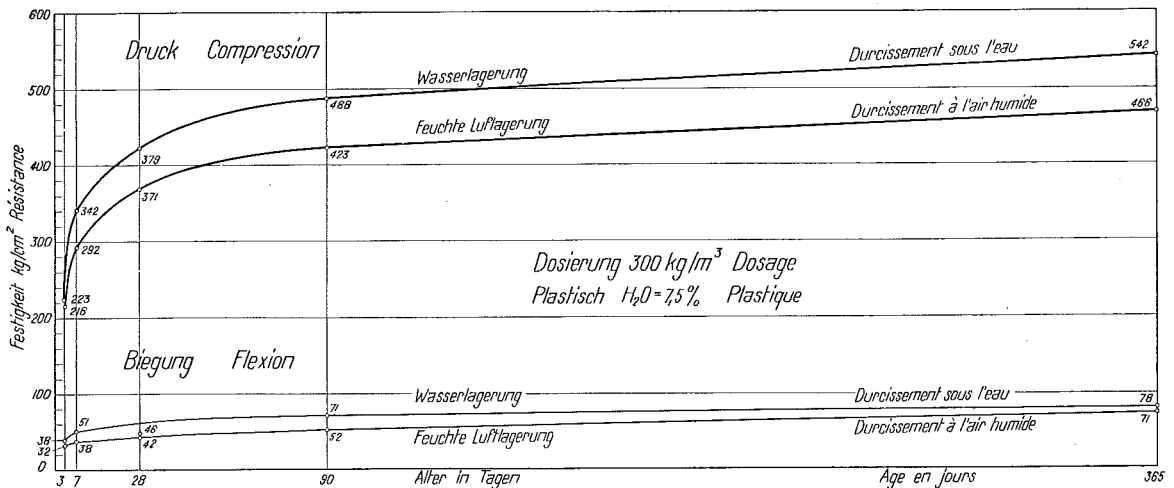 600
Druck Compression
542
Durcissement sous l'eau
Wasserlagerung
500
488
466
Durcissement à l'air humide
Feuchte Luftlagerung
423
400
379
371
342
300
292
Dosierung 300 kg/m³ Dosage
Plastisch H₂O=7,5% Plastique
223
216
200
Festigkeit kg/cm² Résistance
Biegung Flexion
100
Wasserlagerung
Durcissement sous l'eau
78
71
51
46
38
32
38
42
52
Feuchte Luftlagerung
Durcissement à l'air humide
71
0
3 7 28 90 Alter in Tagen Age en jours 365